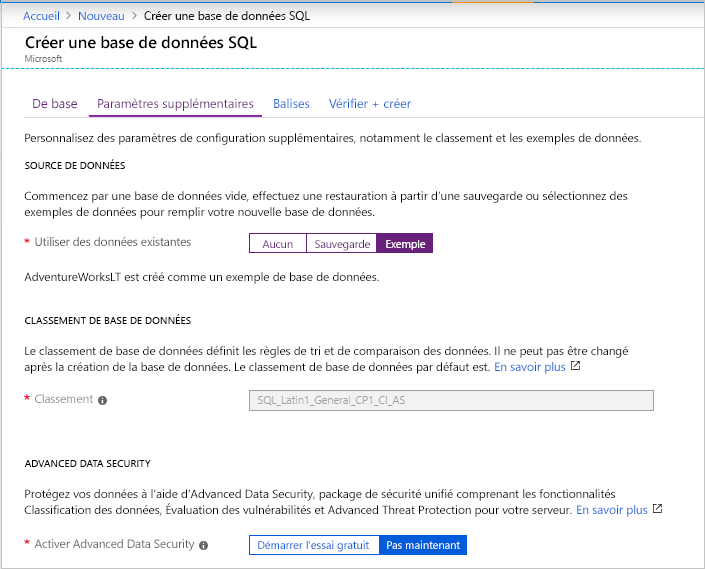 Accueil > Nouveau > Créer une base de données SQL
Créer une base de données SQL
Microsoft
De base Paramètres supplémentaires Balises Vérifier + créer
Personnalisez des paramètres de configuration supplémentaires, notamment le classement et les exemples de données.
SOURCE DE DONNÉES
Commencez par une base de données vide, effectuez une restauration à partir d'une sauvegarde ou sélectionnez des
exemples de données pour remplir votre nouvelle base de données.
* Utiliser des données existantes Aucun Sauvegarde Exemple
AdventureWorksLT est créé comme un exemple de base de données.
CLASSEMENT DE BASE DE DONNÉES
Le classement de base de données définit les règles de tri et de comparaison des données. Il ne peut pas être changé
après la création de la base de données. Le classement de base de données par défaut est. En savoir plus
* Classement SQL_Latin1_General_CP1_CI_AS
ADVANCED DATA SECURITY
Protégez vos données à l'aide d'Advanced Data Security, package de sécurité unifié comprenant les fonctionnalités
Classification des données, Évaluation des vulnérabilités et Advanced Threat Protection pour votre serveur. En savoir plus
* Activer Advanced Data Security Démarrer l'essai gratuit Pas maintenant